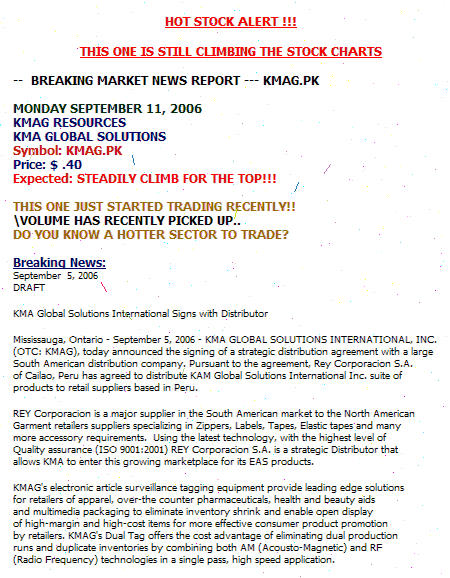 HOT STOCK ALERT !!!
THIS ONE IS STILL CLIMBING THE STOCK CHARTS
-- BREAKING MARKET NEWS REPORT --- KMAG.PK
MONDAY SEPTEMBER 11, 2006
KMAG RESOURCES
KMA GLOBAL SOLUTIONS
Symbol: KMAG.PK
Price: $ .40
Expected: STEADILY CLIMB FOR THE TOP!!!
THIS ONE JUST STARTED TRADING RECENTLY!!
\VOLUME HAS RECENTLY PICKED UP..
DO YOU KNOW A HOTTER SECTOR TO TRADE?
Breaking News:
September 5, 2006
DRAFT
KMA Global Solutions International Signs with Distributor
Mississauga, Ontario - September 5, 2006 - KMA GLOBAL SOLUTIONS INTERNATIONAL, INC.
(OTC: KMAG), today announced the signing of a strategic distribution agreement with a large
South American distribution company. Pursuant to the agreement, Rey Corporacion S.A.
of Callao, Peru has agreed to distribute KAM Global Solutions International Inc. suite of
products to retail suppliers based in Peru.
REY Corporacion is a major supplier in the South American market to the North American
Garment retailers suppliers specializing in Zippers, Labels, Tapes, Elastic tapes and many
more accessory requirements. Using the latest technology, with the highest level of
Quality assurance (ISO 9001:2001) REY Corporacion S.A. is a strategic Distributor that
allows KMA to enter this growing marketplace for its EAS products.
KMAG's electronic article surveillance tagging equipment provide leading edge solutions
for retailers of apparel, over-the counter pharmaceuticals, health and beauty aids
and multimedia packaging to eliminate inventory shrink and enable open display
of high-margin and high-cost items for more effective consumer product promotion
by retailers. KMAG's Dual Tag offers the cost advantage of eliminating dual production
runs and duplicate inventories by combining both AM (Acousto-Magnetic) and RF
(Radio Frequency) technologies in a single pass, high speed application.